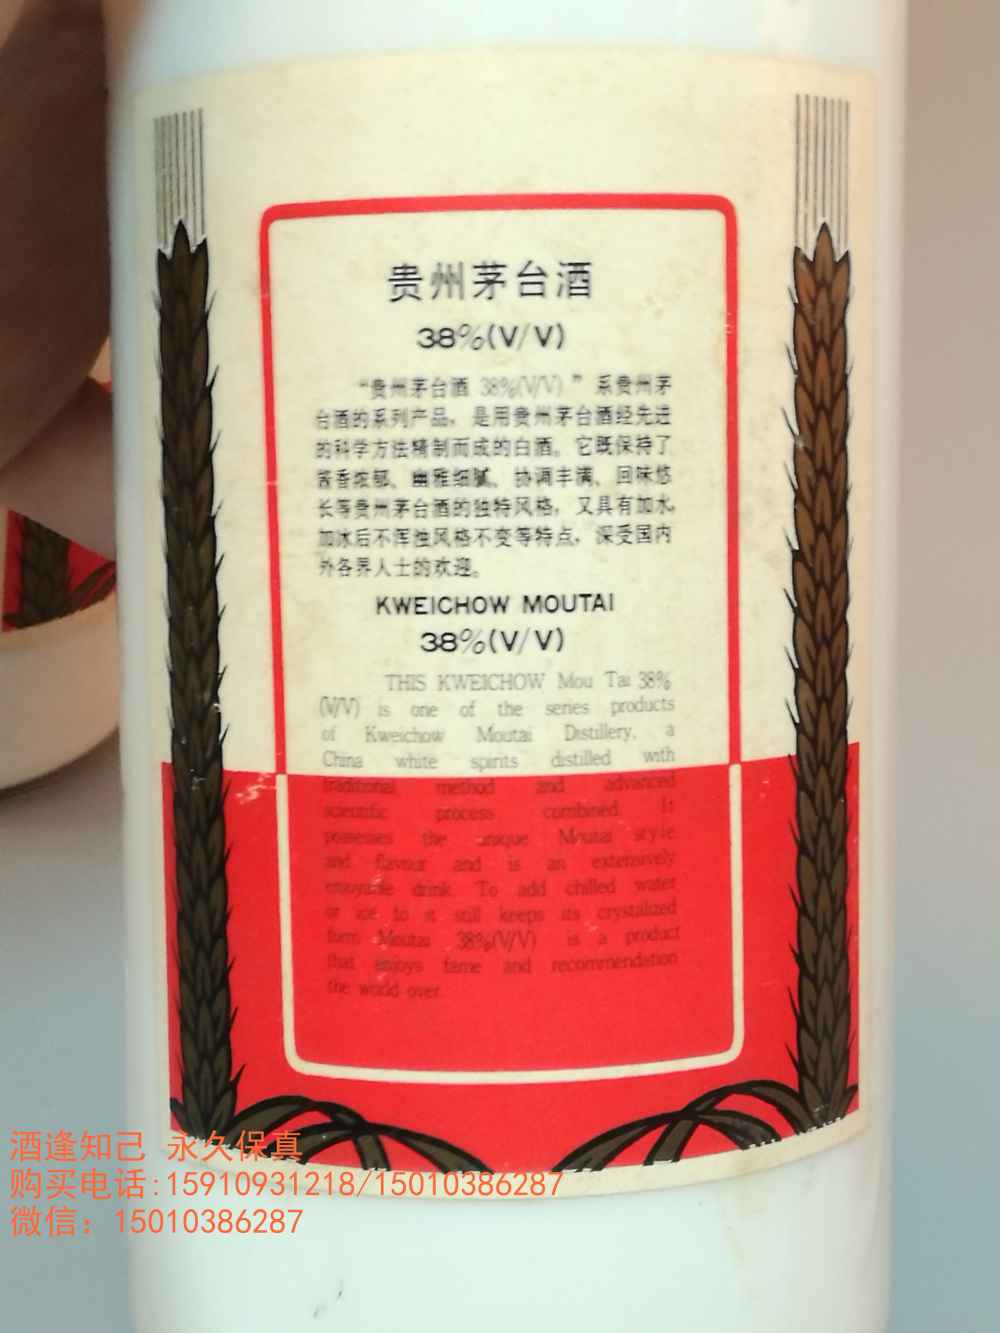 贵州茅台酒
38%(V/V)
“贵州茅台酒 38%(V/V)”系贵州茅
台酒的系列产品，是用贵州茅台酒经先进
的科学方法精制而成的白酒。它既保持了
酱香浓郁、幽雅细腻、协调丰满、回味悠
长等贵州茅台酒的独特风格，又具有加水、
加冰后不浑浊风格不变等特点，深受国内
外各界人士的欢迎。
KWEICHOW MOUTAI
38%(V/V)
THIS KWEICHOW Mou Tai 38%
(V/V) is one of the series products
of Kweichow Moutai Distillery, a
China white spirits distilled with
traditional method and advanced
scientific process combined. It
possesses the unique Moutai style
and flavour and is an extensively
enjoyable drink. To add chilled water
or ice to it still keeps its crystalized
form Moutai 38%(V/V) is a product
that enjoys fame and recommendation
the world over.
酒逢知己 永久保真
购买电话:15910931218/15010386287
微信：15010386287